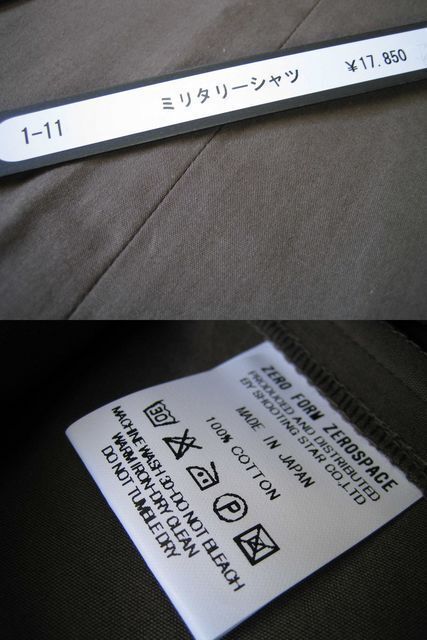 1-11 ミリタリーシャツ ¥17.850
ZERO FORM ZEROSPACE
PRODUCED AND DISTRIBUTED
BY SHOOTING STAR CO.,LTD
MADE IN JAPAN
100% COTTON
30 P
MACHINE WASH :30-DO NOT BLEACH
WARM IRON-DRY CLEAN
DO NOT TUMBLE DRY